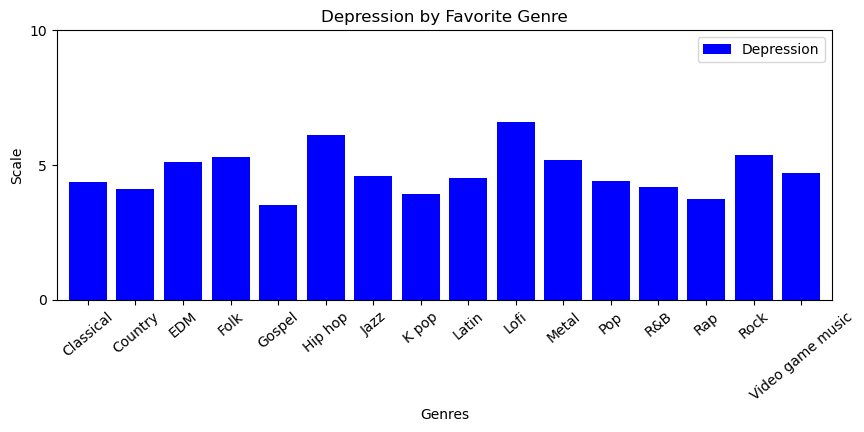 Depression by Favorite Genre
10
Depression
Scale
5
0
Classical
Country
EDM
Folk
Gospel
Hip hop
Jazz
K pop
Latin
Lofi
Metal
Pop
R&B
Rap
Rock
Video game music
Genres